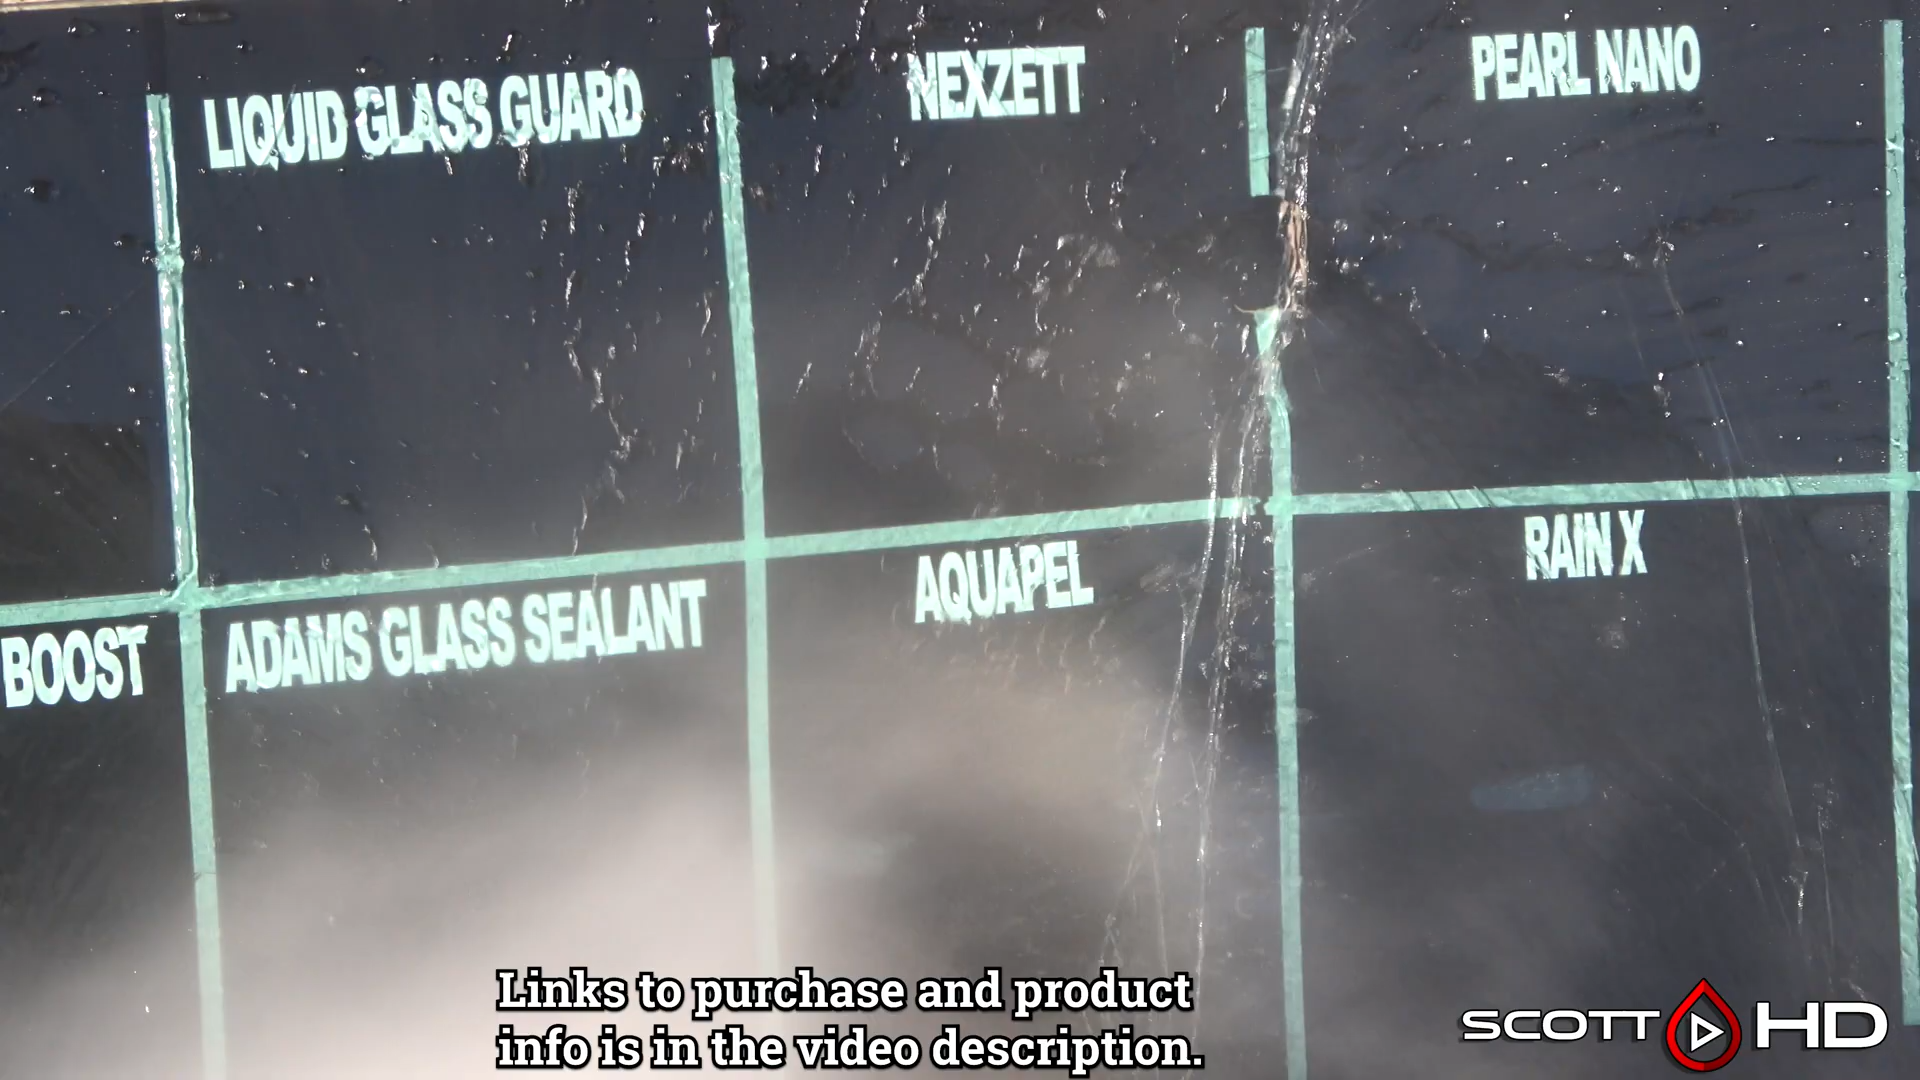 LIQUID GLASS GUARD
NEXZETT
PEARL NANO
BOOST
ADAMS GLASS SEALANT
AQUAPEL
RAIN X
Links to purchase and product
info is in the video description.
SCOTT HD